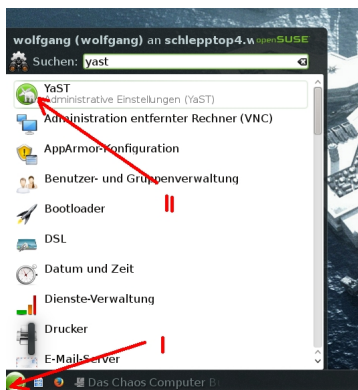 wolfgang (wolfgang) an schlepptop4.w openSUSE
Suchen: yast
YaST
Administrative Einstellungen (YaST)
Administration entfernter Rechner (VNC)
AppArmor-Konfiguration
Benutzer- und Gruppenverwaltung
II
Bootloader
DSL
Datum und Zeit
Dienste-Verwaltung
Drucker
I
E-Mail-Server
Das Chaos Computer B